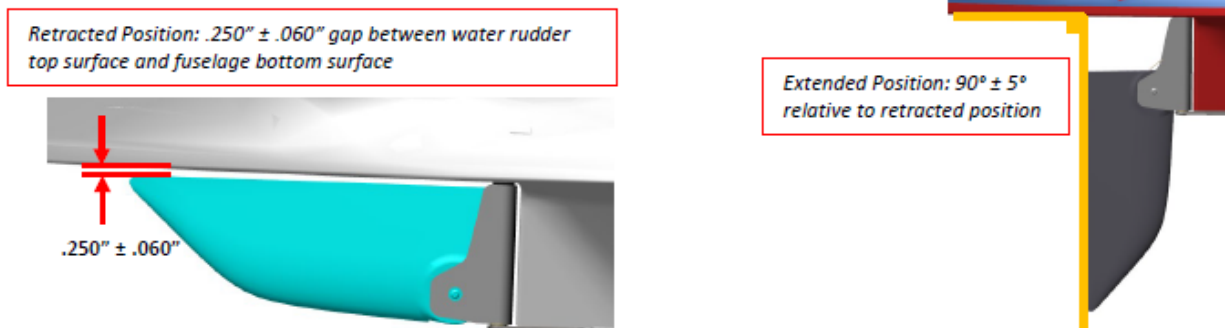 Retracted Position: .250” ± .060” gap between water rudder
top surface and fuselage bottom surface
Extended Position: 90° ± 5°
relative to retracted position
.250” ± .060”